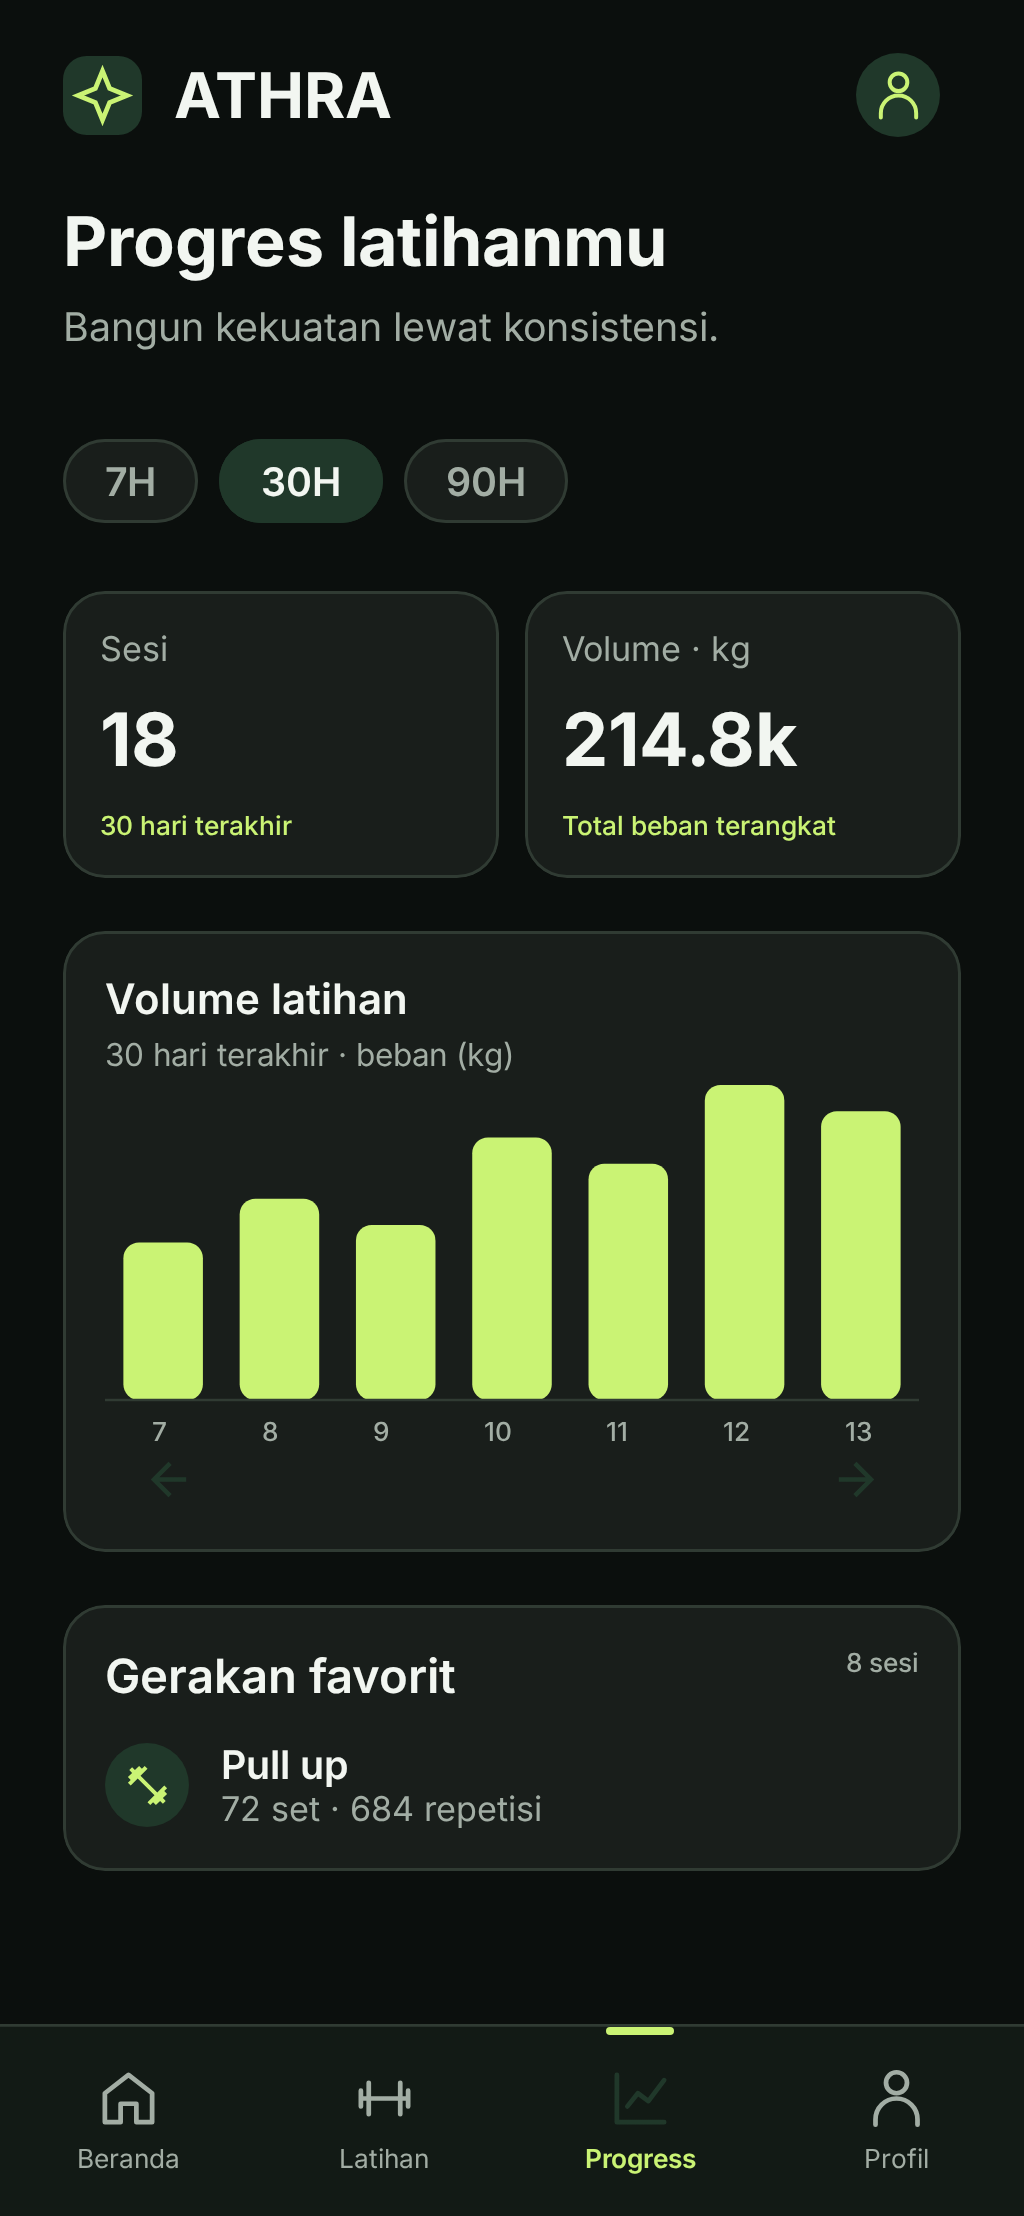 ATHRA
Progres latihanmu
Bangun kekuatan lewat konsistensi.
7H 30H 90H
Sesi
18
30 hari terakhir
Volume · kg
214.8k
Total beban terangkat
Volume latihan
30 hari terakhir · beban (kg)
7 8 9 10 11 12 13
Gerakan favorit
8 sesi
Pull up
72 set · 684 repetisi
Beranda Latihan Progress Profil